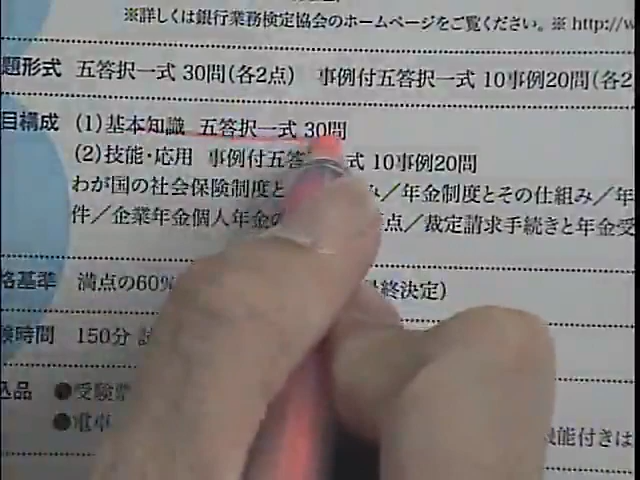 ※詳しくは銀行業務検定協会のホームページをご覧ください。※ http://w
題形式 五答択一式 30問(各2点) 事例付五答択一式 10事例20問(各2
目構成 (1)基本知識 五答択一式 30問
(2)技能・応用 事例付五答 式 10事例20問
わが国の社会保険制度と み／年金制度とその仕組み／年
件／企業年金個人年金の 点／裁定請求手続きと年金受
格基準 満点の60% 最終決定)
験時間 150分 試
込品 ●受験票
●電卓 機能付きは